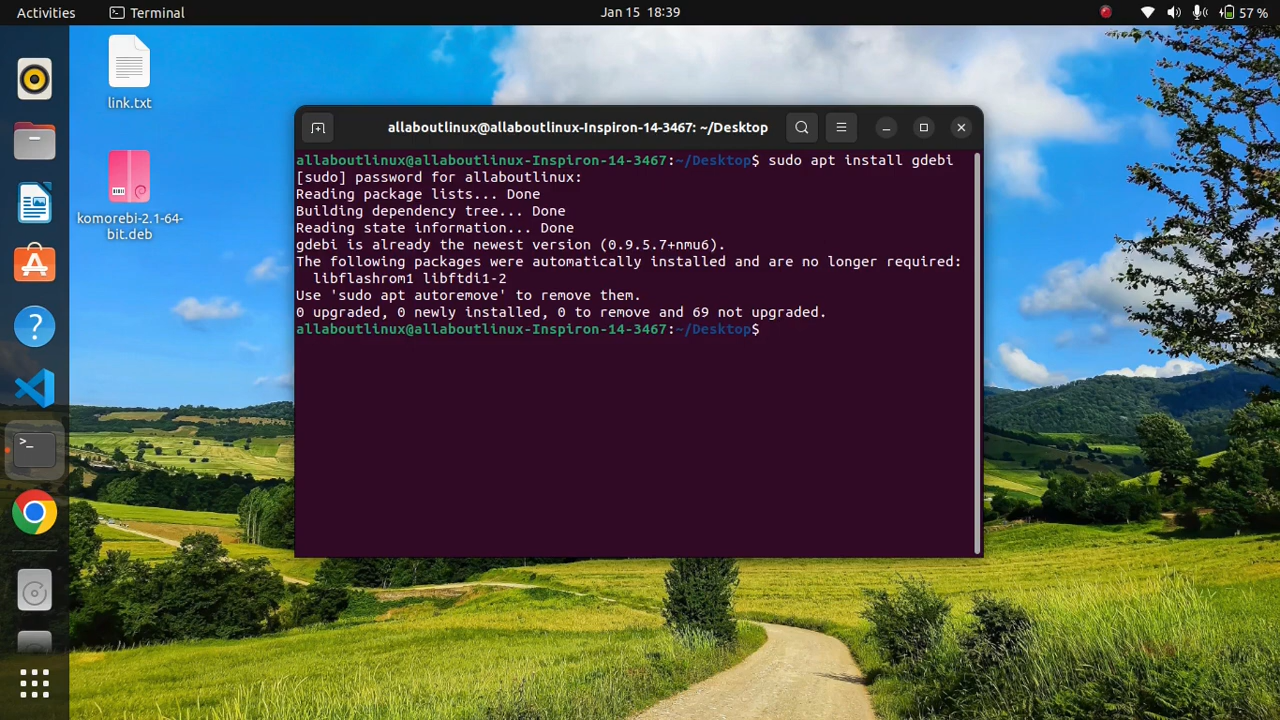 Activities
Terminal
Jan 15 18:39
57 %
link.txt
komorebi-2.1-64-
bit.deb
allaboutlinux@allaboutlinux-Inspiron-14-3467: ~/Desktop
allaboutlinux@allaboutlinux-Inspiron-14-3467:~/Desktop$ sudo apt install gdebi
[sudo] password for allaboutlinux:
Reading package lists... Done
Building dependency tree... Done
Reading state information... Done
gdebi is already the newest version (0.9.5.7+nmu6).
The following packages were automatically installed and are no longer required:
  libflashrom1 libftdi1-2
Use 'sudo apt autoremove' to remove them.
0 upgraded, 0 newly installed, 0 to remove and 69 not upgraded.
allaboutlinux@allaboutlinux-Inspiron-14-3467:~/Desktop$